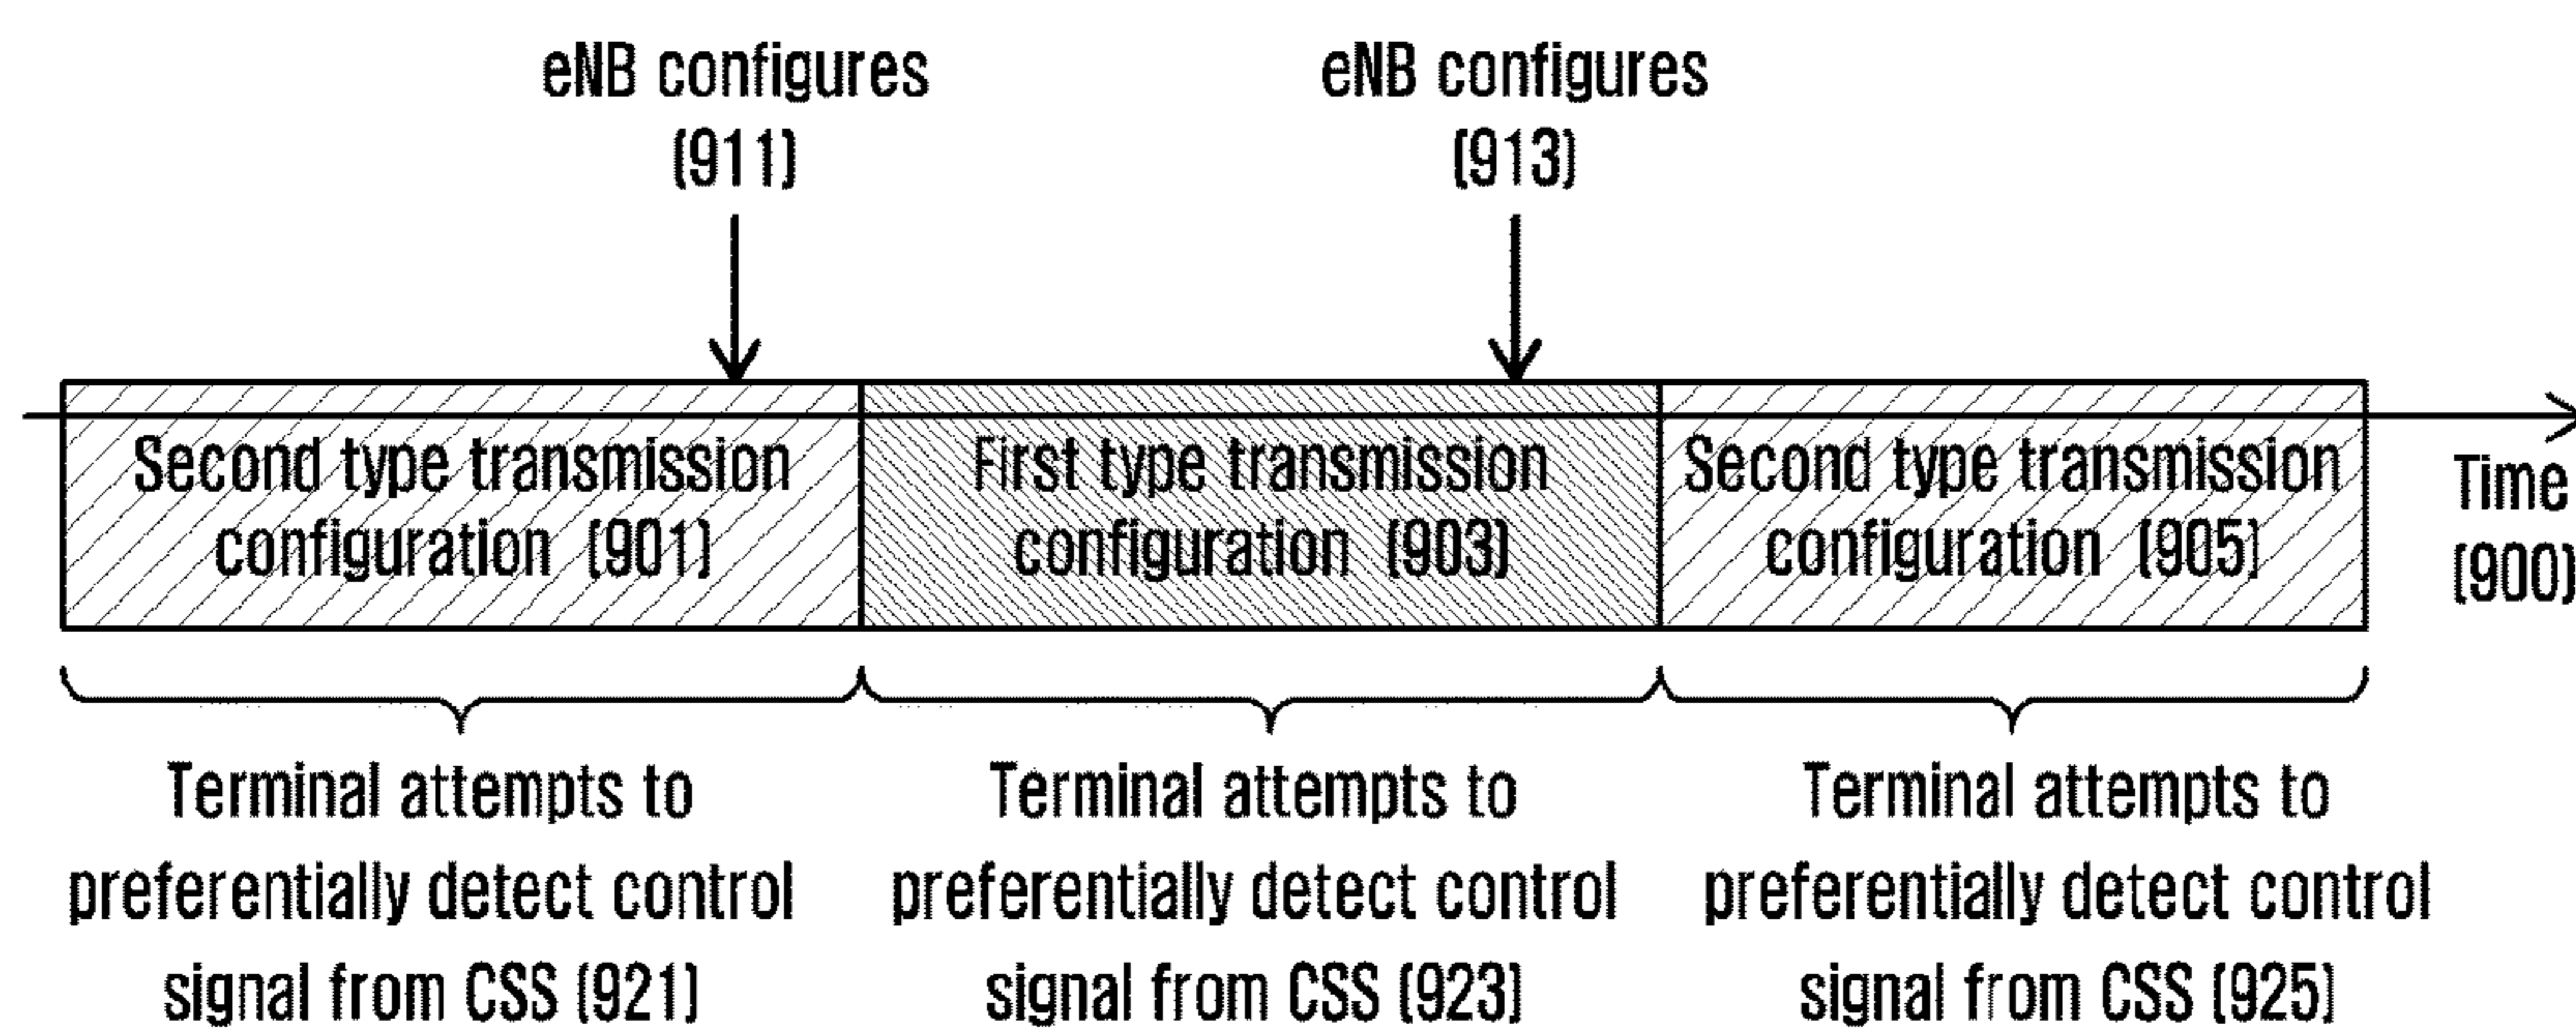 eNB configures
(911)
eNB configures
(913)
Second type transmission
configuration (901)
First type transmission
configuration (903)
Second type transmission
configuration (905)
Time
(900)
Terminal attempts to
preferentially detect control
signal from CSS (921)
Terminal attempts to
preferentially detect control
signal from CSS (923)
Terminal attempts to
preferentially detect control
signal from CSS (925)